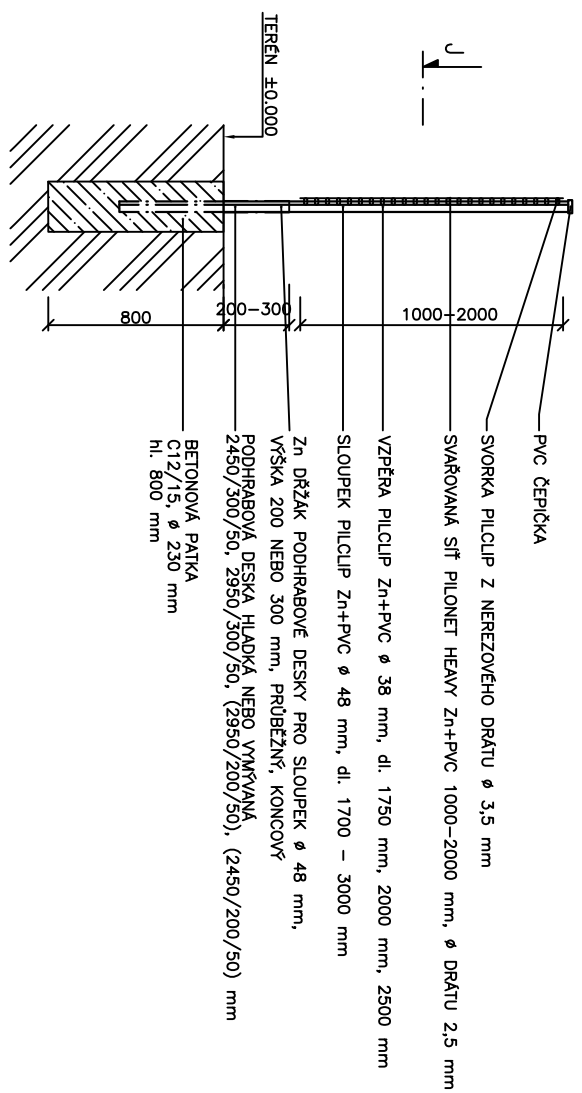 J
TERÉN ±0.000
1000-2000
200-300
800
PVC ČEPIČKA
SVORKA PILCLIP Z NEREZOVÉHO DRÁTU ø 3,5 mm
SVAŘOVANÁ SÍŤ PILONET HEAVY Zn+PVC 1000-2000 mm, ø DRÁTU 2,5 mm
VZPĚRA PILCLIP Zn+PVC ø 38 mm, dl. 1750 mm, 2000 mm, 2500 mm
SLOUPEK PILCLIP Zn+PVC ø 48 mm, dl. 1700 - 3000 mm
Zn DRŽÁK PODHRABOVÉ DESKY PRO SLOUPEK ø 48 mm,
VÝŠKA 200 NEBO 300 mm, PRŮBĚŽNÝ, KONCOVÝ
PODHRABOVÁ DESKA HLADKÁ NEBO VYMÝVANÁ
2450/300/50, 2950/300/50, (2950/200/50), (2450/200/50) mm
BETONOVÁ PATKA
C12/15, ø 230 mm
hl. 800 mm